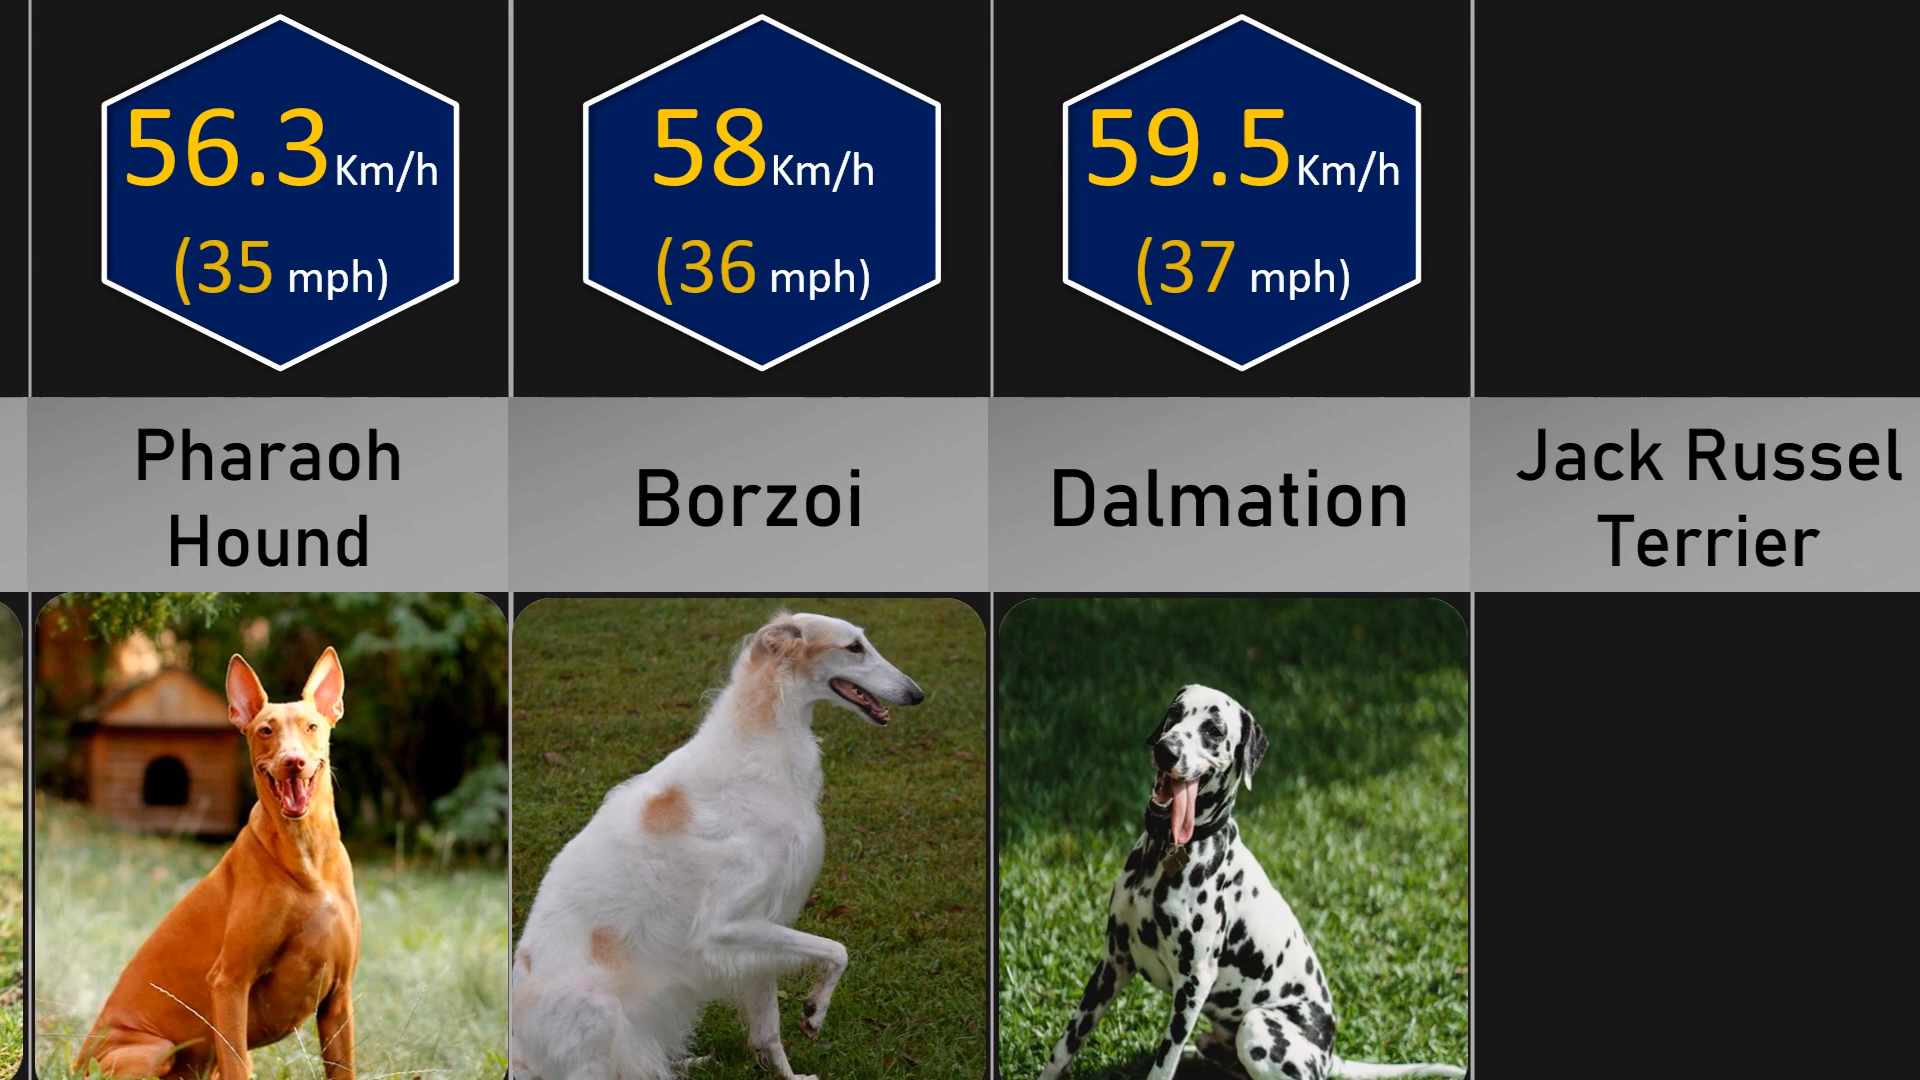 56.3Km/h
(35 mph)
58Km/h
(36 mph)
59.5Km/h
(37 mph)
Pharaoh
Hound
Borzoi
Dalmation
Jack Russel
Terrier